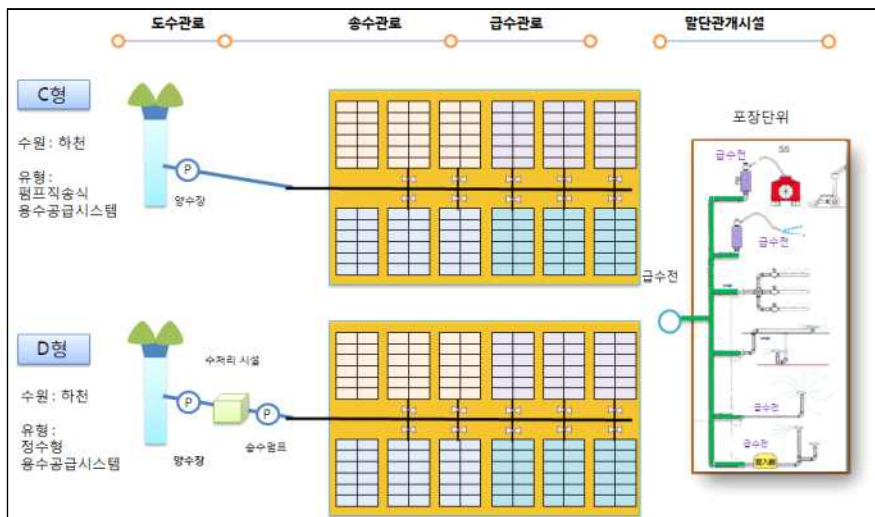 도수관로
송수관로
급수관로
말단관개시설
C형
수원 : 하천
유형 :
펌프직송식
용수공급시스템
P
양수장
D형
수원 : 하천
유형 :
정수형
용수공급시스템
P
양수장
수처리 시설
P
송수펌프
포장단위
급수전
급수전
SS
급수전
급수전
급수전